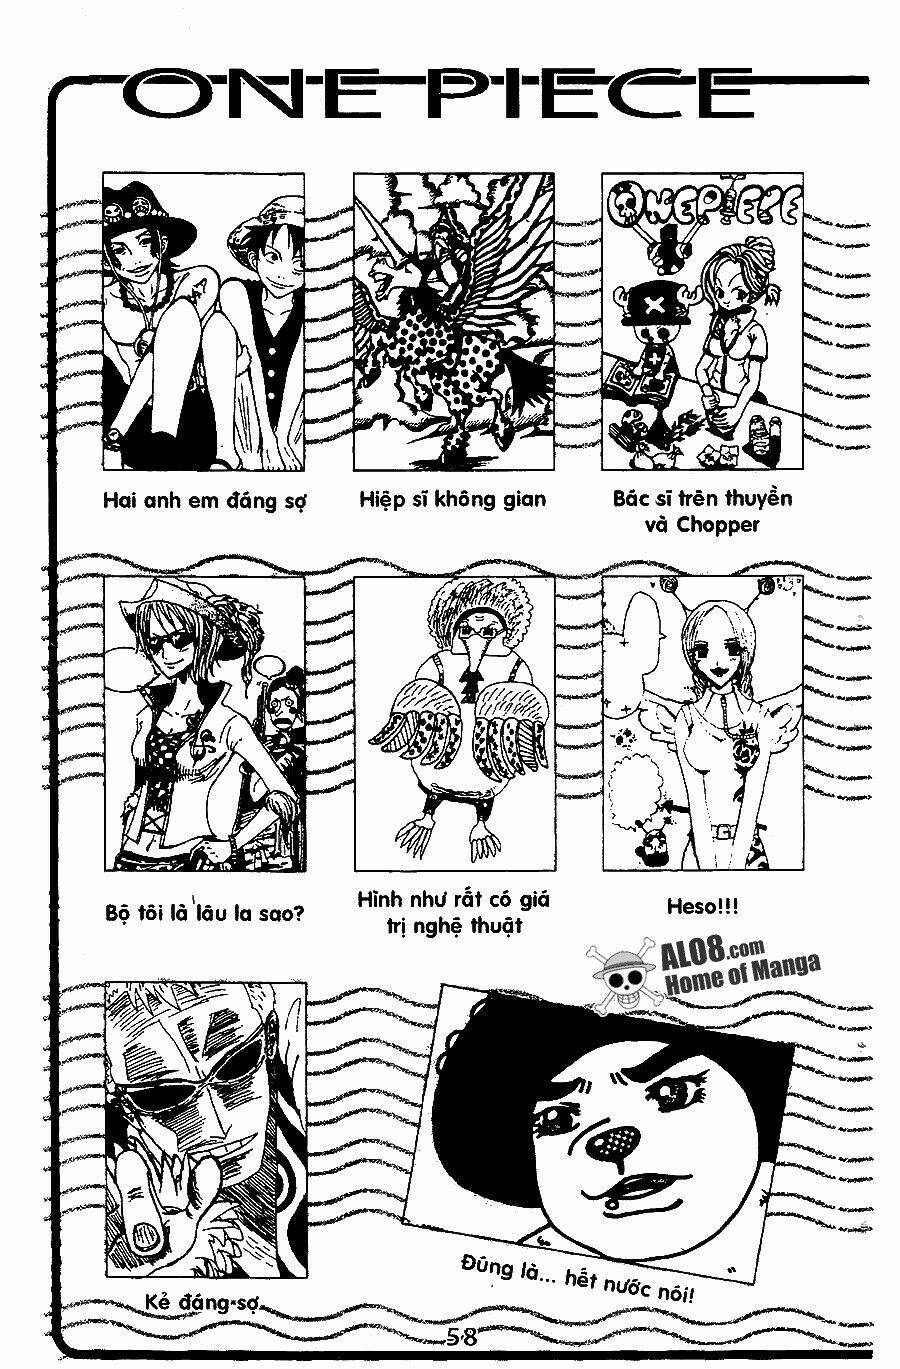 ONE PIECE
ONEPIECE
Hai anh em đáng sợ
Hiệp sĩ không gian
Bác sĩ trên thuyền
và Chopper
Bộ tôi là lâu la sao?
Hình như rất có giá
trị nghệ thuật
Heso!!!
AL08.com
Home of Manga
Kẻ đáng sợ
Đúng là... hết nước nói!
58